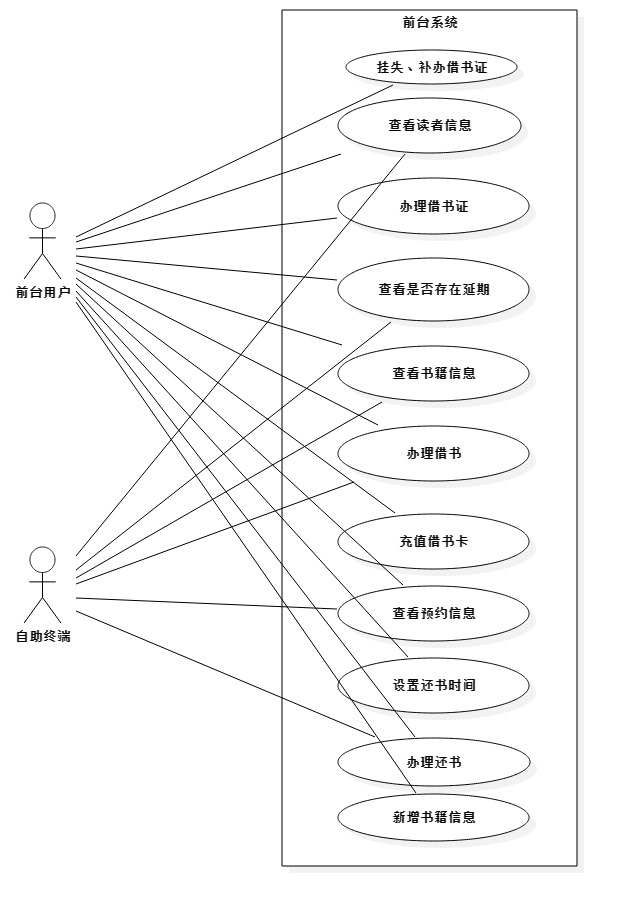 前台系统
挂失、补办借书证
查看读者信息
办理借书证
查看是否存在延期
前台用户
查看书籍信息
办理借书
充值借书卡
查看预约信息
自助终端
设置还书时间
办理还书
新增书籍信息